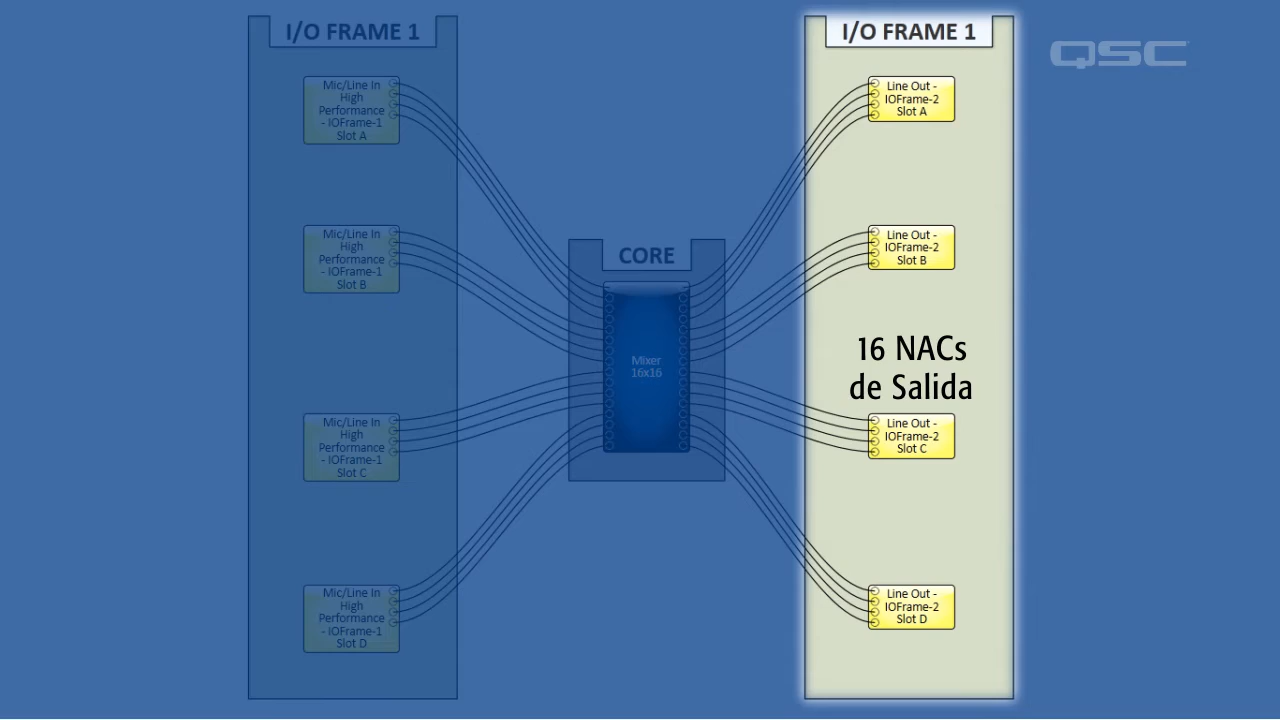 I/O FRAME 1
Mic/Line In
High
Performance
- IOFrame-1
Slot A
Mic/Line In
High
Performance
- IOFrame-1
Slot B
Mic/Line In
High
Performance
- IOFrame-1
Slot C
Mic/Line In
High
Performance
- IOFrame-1
Slot D
CORE
Mixer
16x16
I/O FRAME 1
Line Out -
IOFrame-2
Slot A
Line Out -
IOFrame-2
Slot B
16 NACs
de Salida
Line Out -
IOFrame-2
Slot C
Line Out -
IOFrame-2
Slot D
QSC